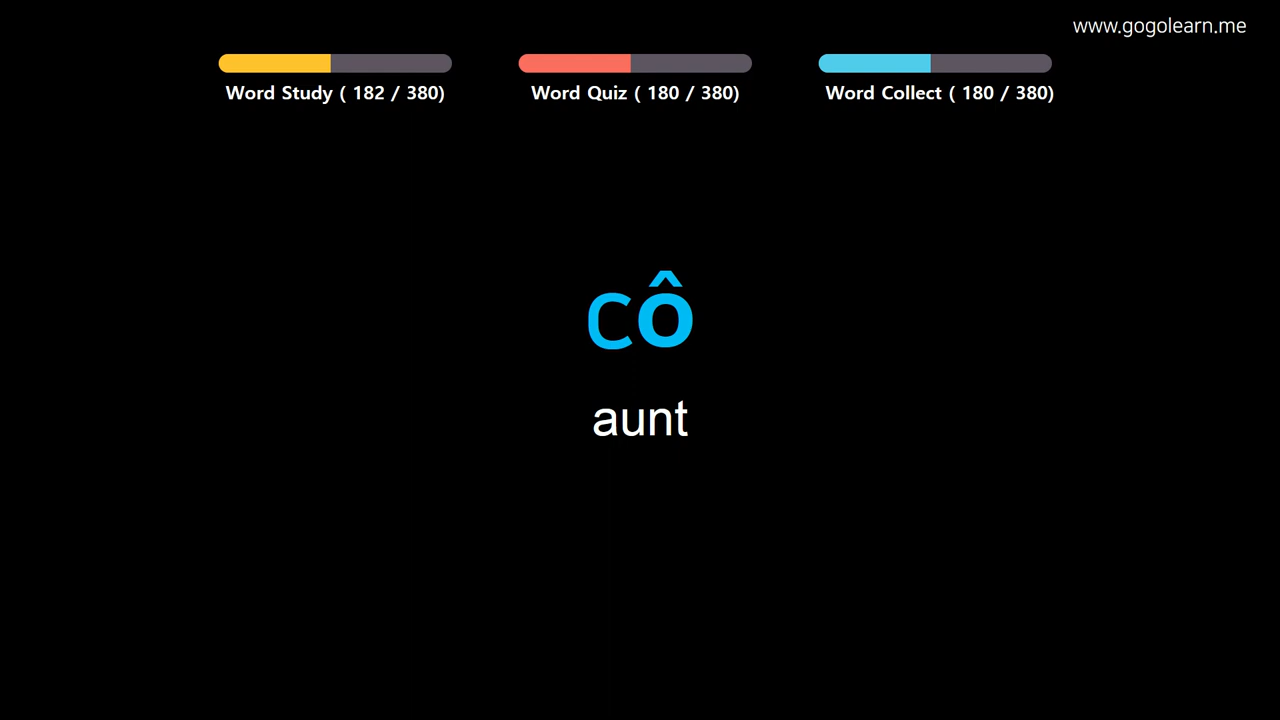 www.gogolearn.me
Word Study ( 182 / 380)
Word Quiz ( 180 / 380)
Word Collect ( 180 / 380)
cô
aunt